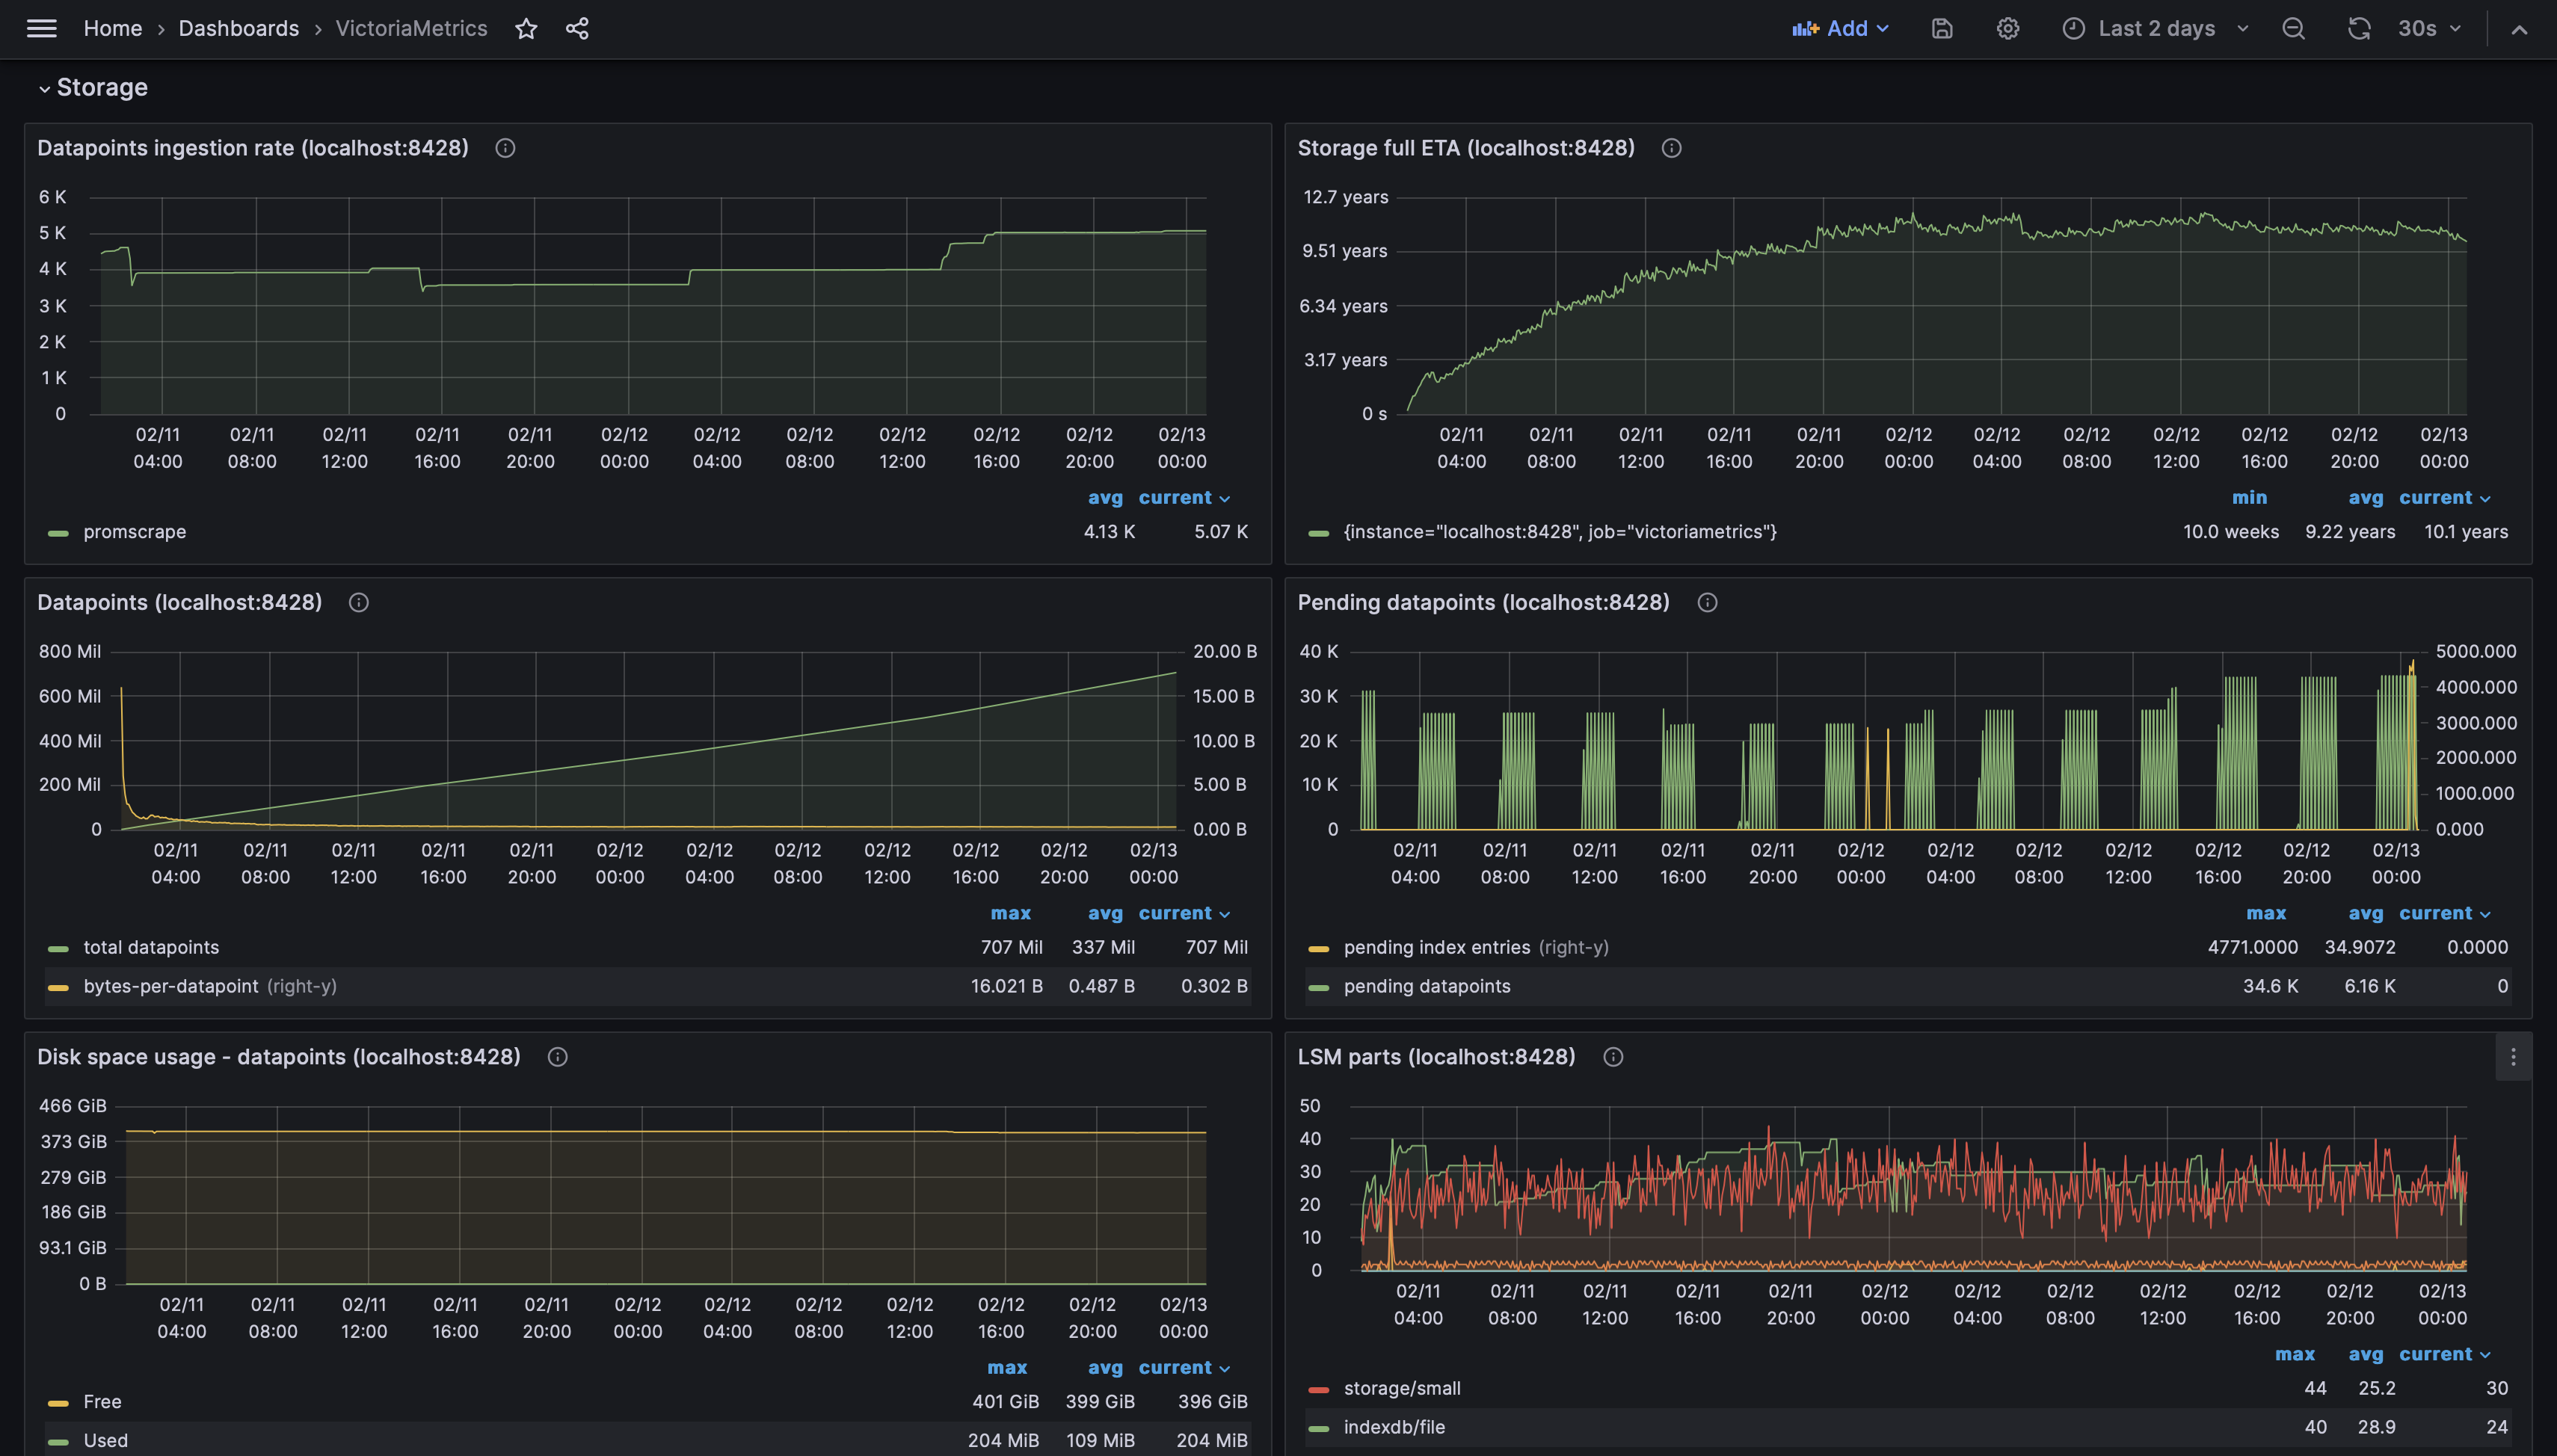 Home › Dashboards › VictoriaMetrics Add Last 2 days 30s
Storage
Datapoints ingestion rate (localhost:8428)
6 K
5 K
4 K
3 K
2 K
1 K
0
02/11 02/11 02/11 02/11 02/11 02/12 02/12 02/12 02/12 02/12 02/12 02/13
04:00 08:00 12:00 16:00 20:00 00:00 04:00 08:00 12:00 16:00 20:00 00:00
avg current
promscrape 4.13 K 5.07 K
Storage full ETA (localhost:8428)
12.7 years
9.51 years
6.34 years
3.17 years
0 s
02/11 02/11 02/11 02/11 02/11 02/12 02/12 02/12 02/12 02/12 02/12 02/13
04:00 08:00 12:00 16:00 20:00 00:00 04:00 08:00 12:00 16:00 20:00 00:00
min avg current
{instance="localhost:8428", job="victoriametrics"} 10.0 weeks 9.22 years 10.1 years
Datapoints (localhost:8428)
800 Mil 20.00 B
600 Mil 15.00 B
400 Mil 10.00 B
200 Mil 5.00 B
0 0.00 B
02/11 02/11 02/11 02/11 02/11 02/12 02/12 02/12 02/12 02/12 02/12 02/13
04:00 08:00 12:00 16:00 20:00 00:00 04:00 08:00 12:00 16:00 20:00 00:00
max avg current
total datapoints 707 Mil 337 Mil 707 Mil
bytes-per-datapoint (right-y) 16.021 B 0.487 B 0.302 B
Pending datapoints (localhost:8428)
40 K 5000.000
4000.000
30 K
3000.000
20 K
2000.000
10 K
1000.000
0 0.000
02/11 02/11 02/11 02/11 02/11 02/12 02/12 02/12 02/12 02/12 02/12 02/13
04:00 08:00 12:00 16:00 20:00 00:00 04:00 08:00 12:00 16:00 20:00 00:00
max avg current
pending index entries (right-y) 4771.0000 34.9072 0.0000
pending datapoints 34.6 K 6.16 K 0
Disk space usage - datapoints (localhost:8428)
466 GiB
373 GiB
279 GiB
186 GiB
93.1 GiB
0 B
02/11 02/11 02/11 02/11 02/11 02/12 02/12 02/12 02/12 02/12 02/12 02/13
04:00 08:00 12:00 16:00 20:00 00:00 04:00 08:00 12:00 16:00 20:00 00:00
max avg current
Free 401 GiB 399 GiB 396 GiB
Used 204 MiB 109 MiB 204 MiB
LSM parts (localhost:8428)
50
40
30
20
10
0
02/11 02/11 02/11 02/11 02/11 02/12 02/12 02/12 02/12 02/12 02/12 02/13
04:00 08:00 12:00 16:00 20:00 00:00 04:00 08:00 12:00 16:00 20:00 00:00
max avg current
storage/small 44 25.2 30
indexdb/file 40 28.9 24